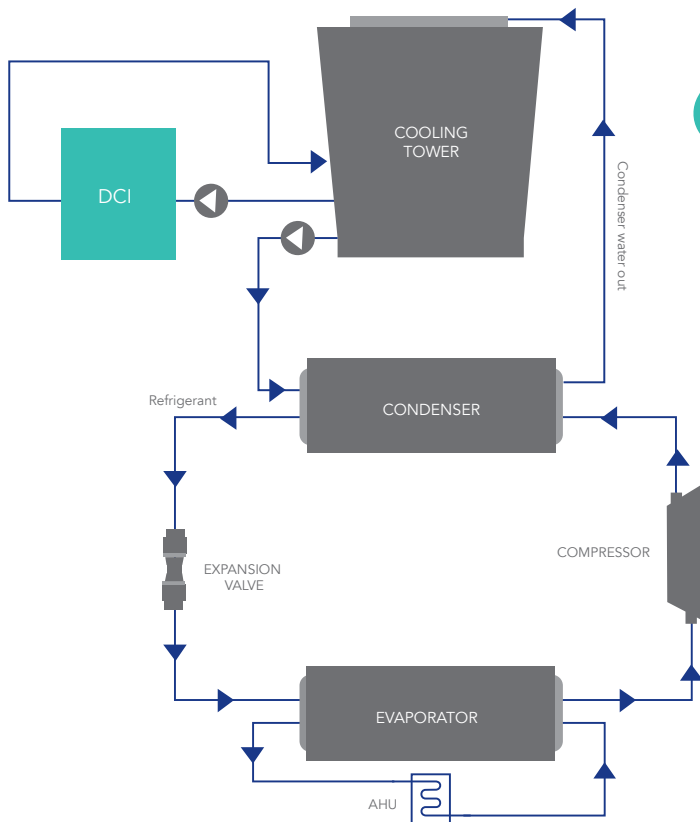 COOLING
TOWER
DCI
Condenser water out
Refrigerant
CONDENSER
COMPRESSOR
EXPANSION
VALVE
EVAPORATOR
AHU